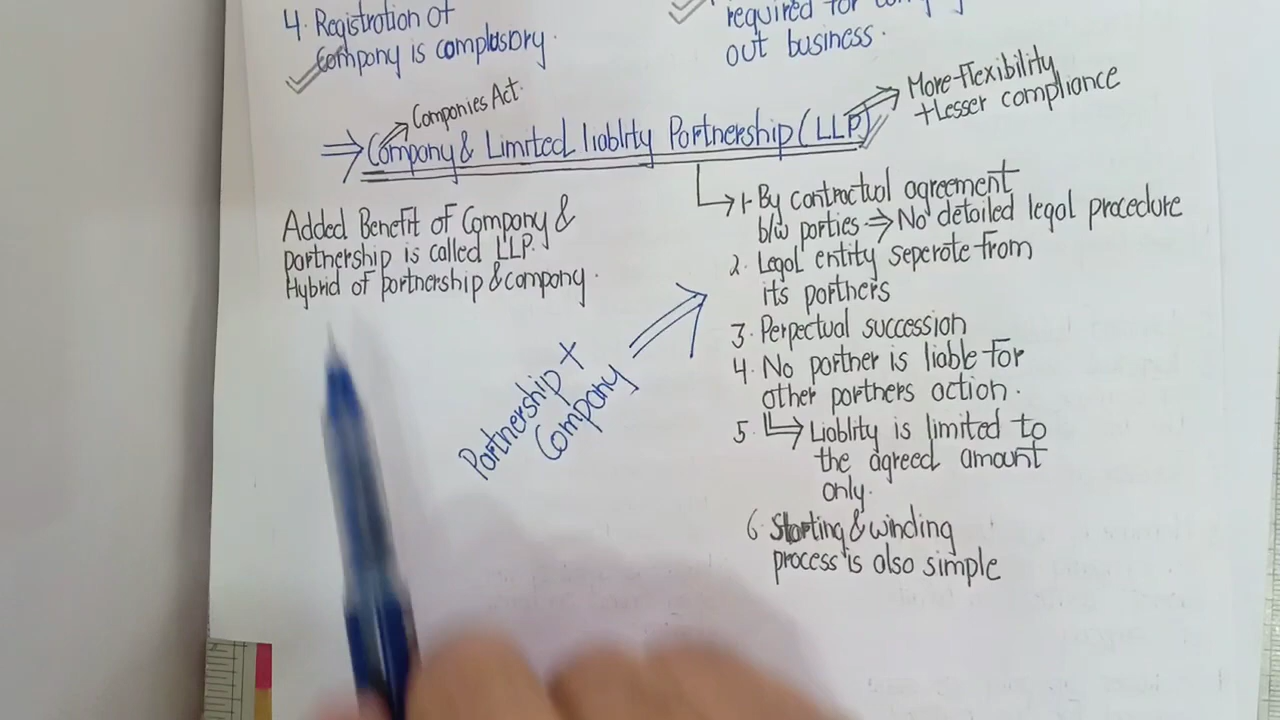 4. Registration of
Company is complusory.
required for
out business.
Companies Act.
More-Flexibility
+Lesser compliance
⇒ Company & Limited liablity Partnership (LLP)
Added Benefit of Company &
partnership is called LLP.
Hybrid of partnership & company.
Partnership +
Company
1. By contractual agreement
b/w parties ⇒ No detailed legal procedure
2. Legal entity seperate from
its partners
3. Perpectual succession
4. No partner is liable for
other partners action.
5. Liablity is limited to
the agreed amount
only.
6. Starting & winding
process is also simple